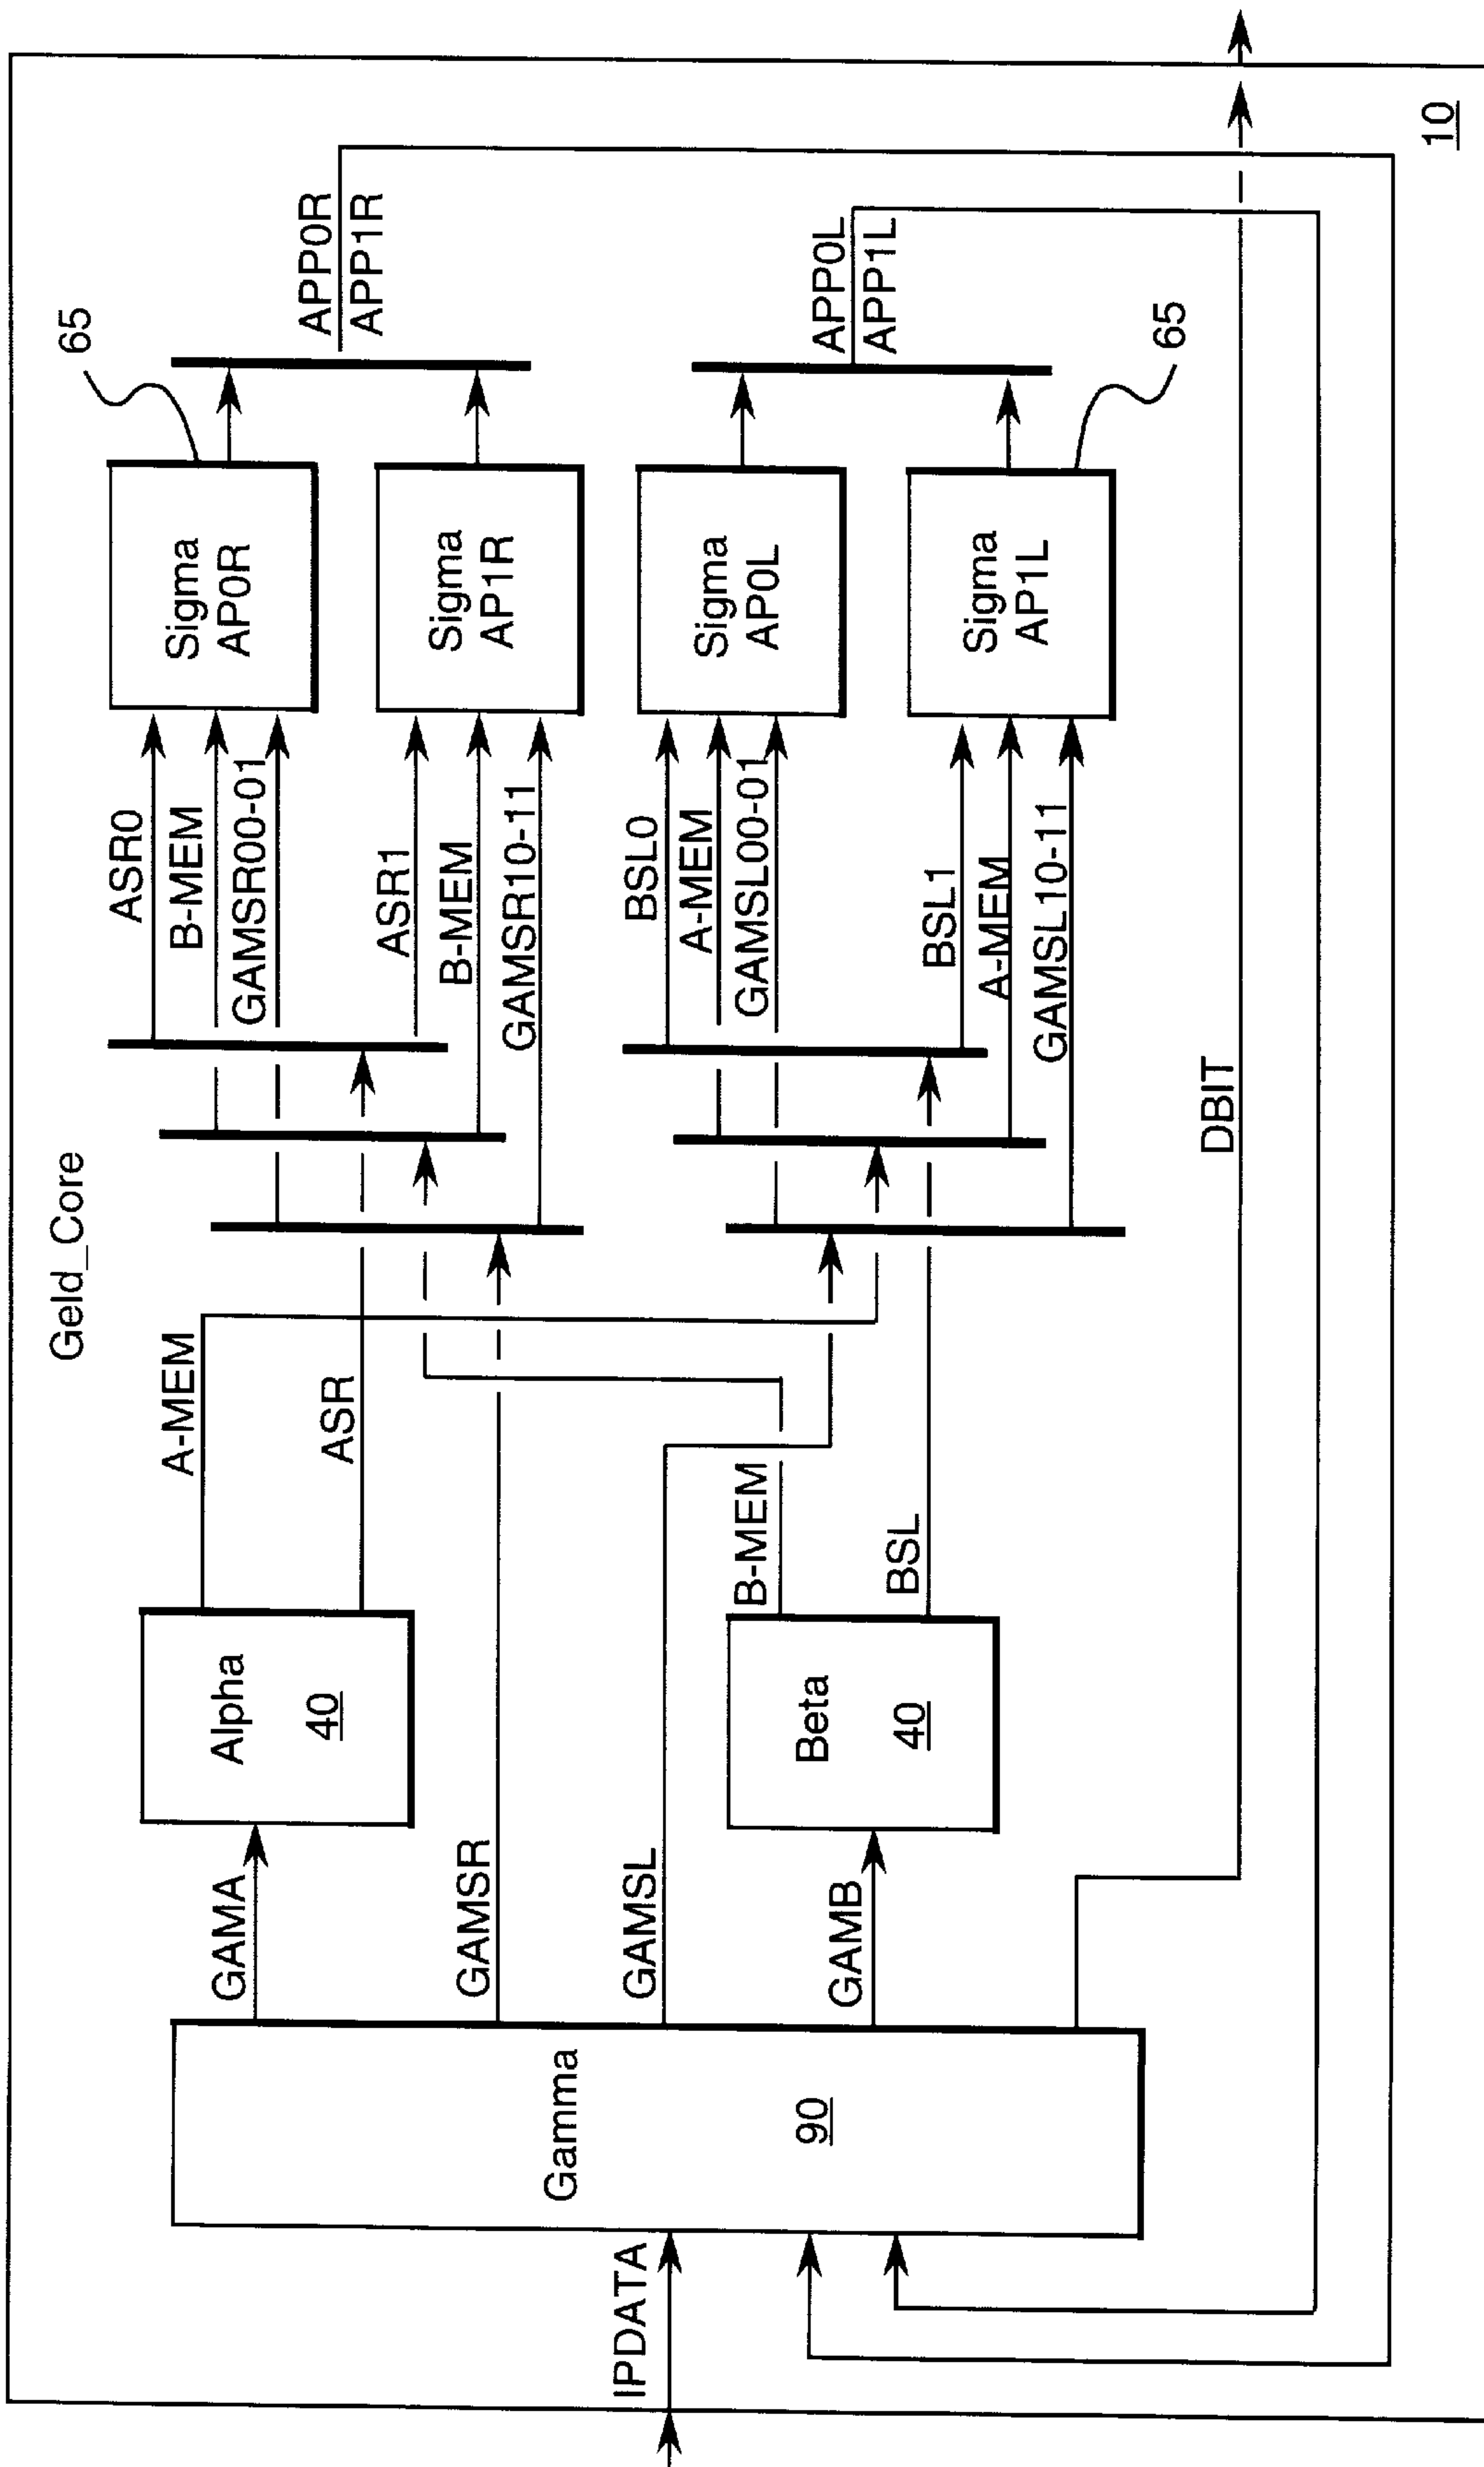 Geld_Core
10
IPDATA
Gamma
90
GAMA
GAMSR
GAMSL
GAMB
Alpha
40
Beta
40
A-MEM
ASR
B-MEM
BSL
DBIT
ASR0
B-MEM
GAMSR00-01
ASR1
B-MEM
GAMSR10-11
BSL0
A-MEM
GAMSL00-01
BSL1
A-MEM
GAMSL10-11
Sigma
AP0R
Sigma
AP1R
Sigma
AP0L
Sigma
AP1L
65
65
APP0R
APP1R
APP0L
APP1L